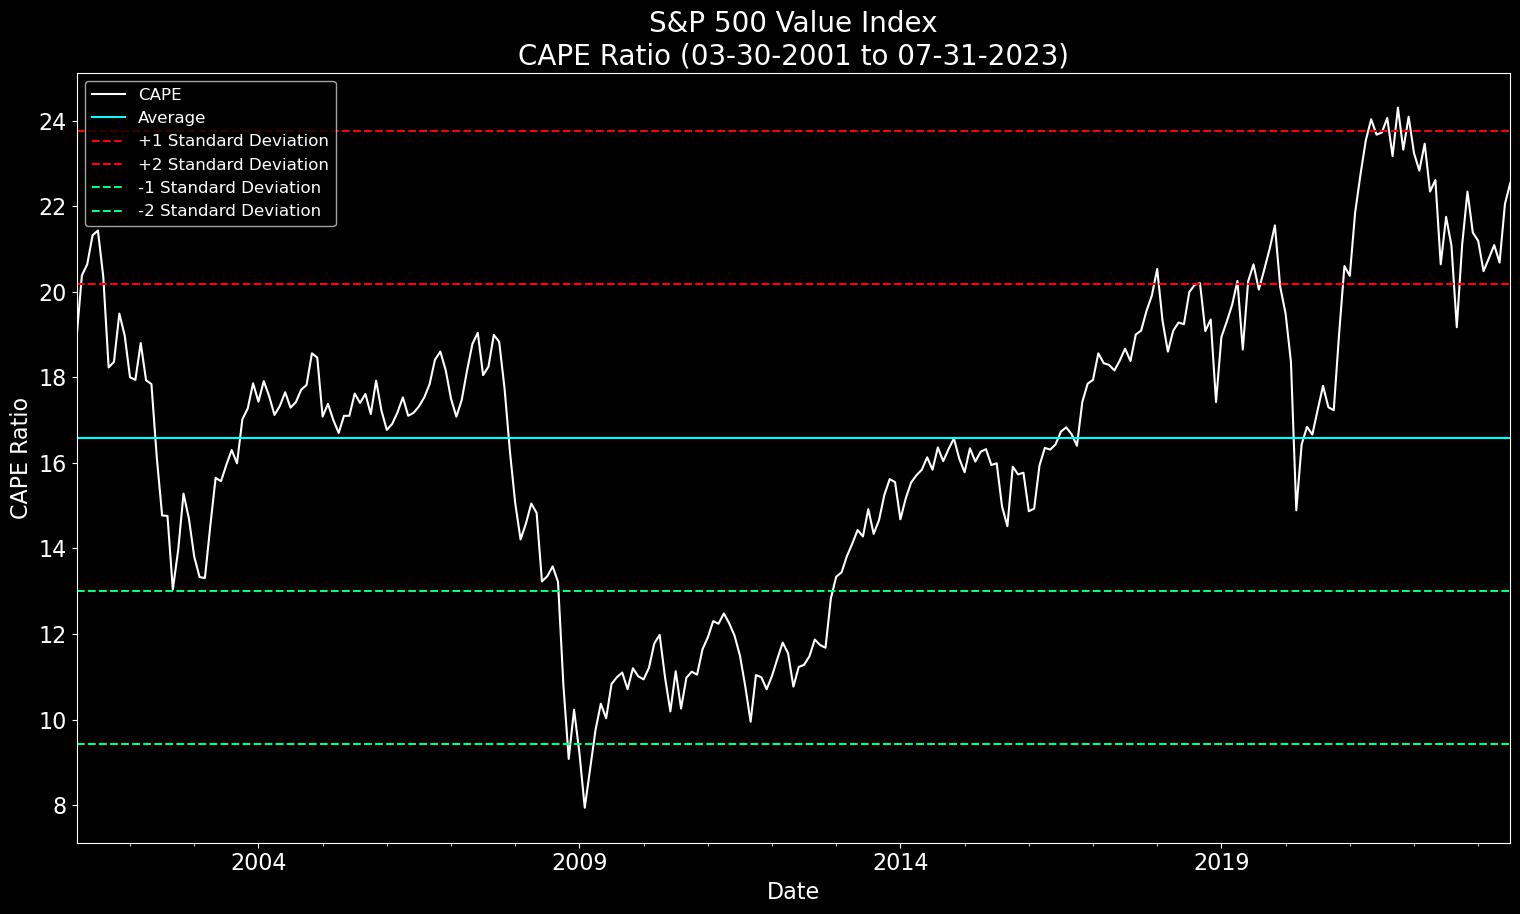 S&P 500 Value Index
CAPE Ratio (03-30-2001 to 07-31-2023)
CAPE
Average
+1 Standard Deviation
+2 Standard Deviation
-1 Standard Deviation
-2 Standard Deviation
24
22
20
18
16
14
12
10
8
CAPE Ratio
2004
2009
2014
2019
Date